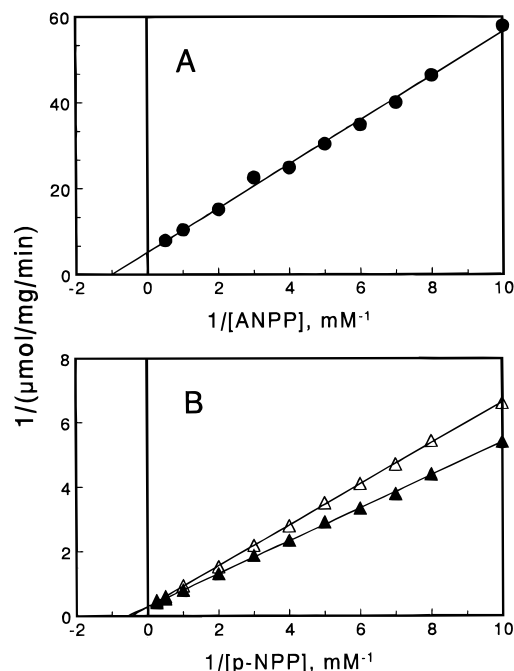 60
A
40
20
0
-2 0 2 4 6 8 10
1/[ANPP], mM⁻¹
1/(μmol/mg/min)
8
B
6
4
2
0
-2 0 2 4 6 8 10
1/[p-NPP], mM⁻¹